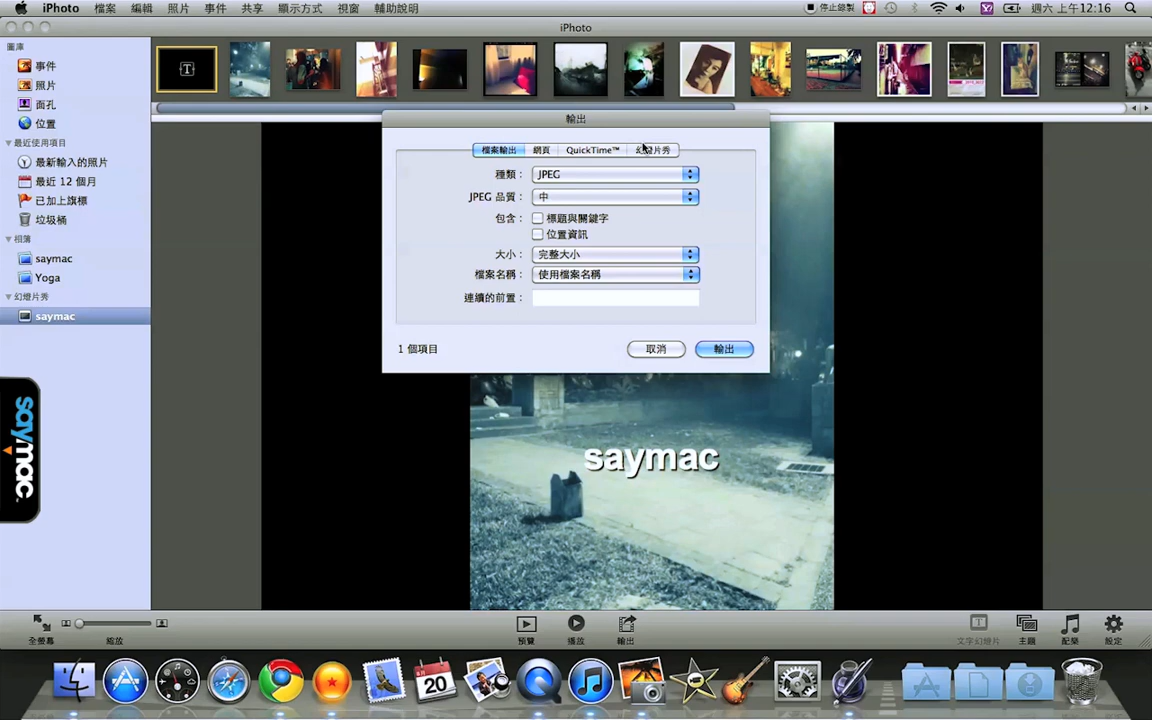 iPhoto 檔案 編輯 照片 事件 共享 顯示方式 視窗 輔助說明 停止錄製 週六 上午12:16
iPhoto
圖庫
事件
照片
面孔
位置
最近使用項目
最新輸入的照片
最近 12 個月
已加上旗標
垃圾桶
相簿
saymac
Yoga
幻燈片秀
saymac
T
輸出
檔案輸出 網頁 QuickTime™ 幻燈片秀
種類： JPEG
JPEG 品質： 中
包含： 標題與關鍵字
位置資訊
大小： 完整大小
檔案名稱： 使用檔案名稱
連續的前置：
1 個項目 取消 輸出
saymac
saymac
全螢幕 縮放 預覽 播放 輸出 文字幻燈片 主題 配樂 設定
20